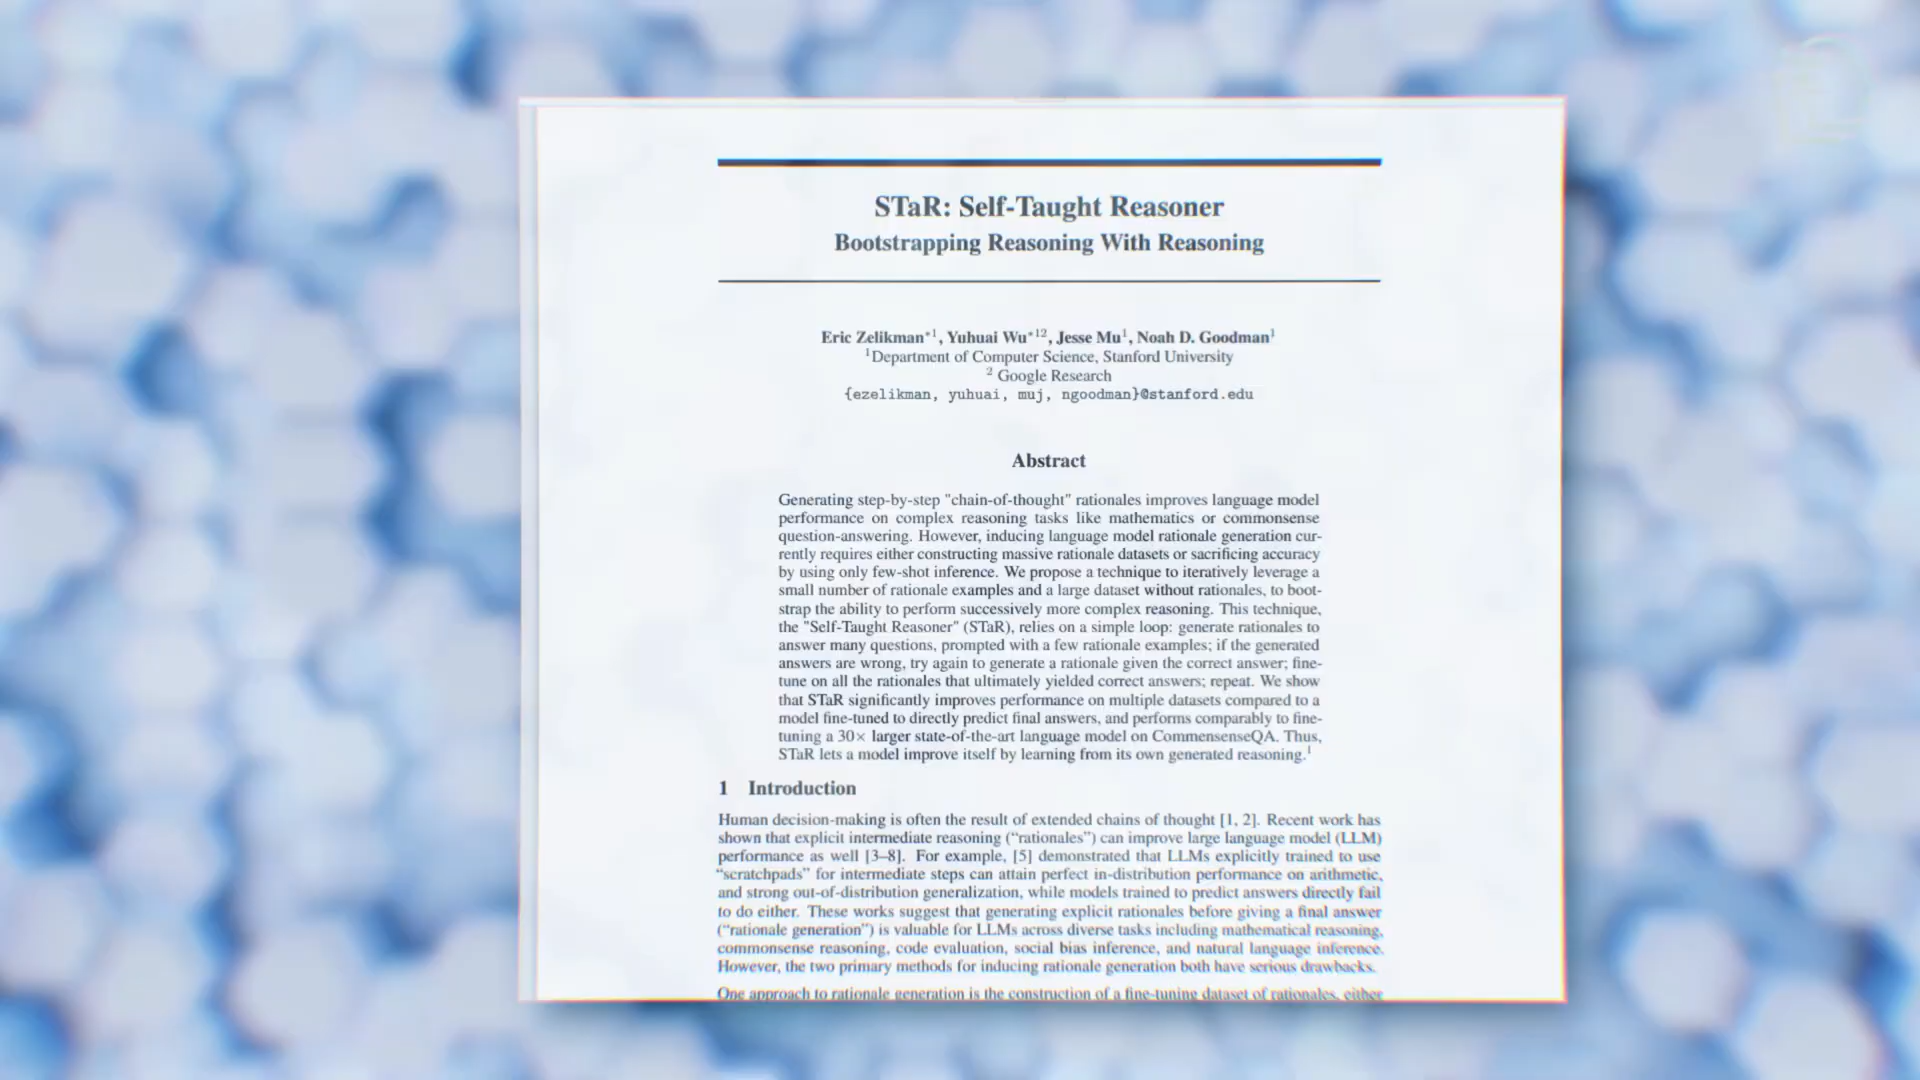 STaR: Self-Taught Reasoner
Bootstrapping Reasoning With Reasoning
Eric Zelikman*1, Yuhuai Wu*12, Jesse Mu1, Noah D. Goodman1
1Department of Computer Science, Stanford University
2 Google Research
{ezelikman, yuhuai, muj, ngoodman}@stanford.edu
Abstract
Generating step-by-step "chain-of-thought" rationales improves language model
performance on complex reasoning tasks like mathematics or commonsense
question-answering. However, inducing language model rationale generation cur-
rently requires either constructing massive rationale datasets or sacrificing accuracy
by using only few-shot inference. We propose a technique to iteratively leverage a
small number of rationale examples and a large dataset without rationales, to boot-
strap the ability to perform successively more complex reasoning. This technique,
the "Self-Taught Reasoner" (STaR), relies on a simple loop: generate rationales to
answer many questions, prompted with a few rationale examples; if the generated
answers are wrong, try again to generate a rationale given the correct answer; fine-
tune on all the rationales that ultimately yielded correct answers; repeat. We show
that STaR significantly improves performance on multiple datasets compared to a
model fine-tuned to directly predict final answers, and performs comparably to fine-
tuning a 30× larger state-of-the-art language model on CommensenseQA. Thus,
STaR lets a model improve itself by learning from its own generated reasoning.1
1 Introduction
Human decision-making is often the result of extended chains of thought [1, 2]. Recent work has
shown that explicit intermediate reasoning (“rationales”) can improve large language model (LLM)
performance as well [3–8]. For example, [5] demonstrated that LLMs explicitly trained to use
“scratchpads” for intermediate steps can attain perfect in-distribution performance on arithmetic,
and strong out-of-distribution generalization, while models trained to predict answers directly fail
to do either. These works suggest that generating explicit rationales before giving a final answer
(“rationale generation”) is valuable for LLMs across diverse tasks including mathematical reasoning,
commonsense reasoning, code evaluation, social bias inference, and natural language inference.
However, the two primary methods for inducing rationale generation both have serious drawbacks.
One approach to rationale generation is the construction of a fine-tuning dataset of rationales, either